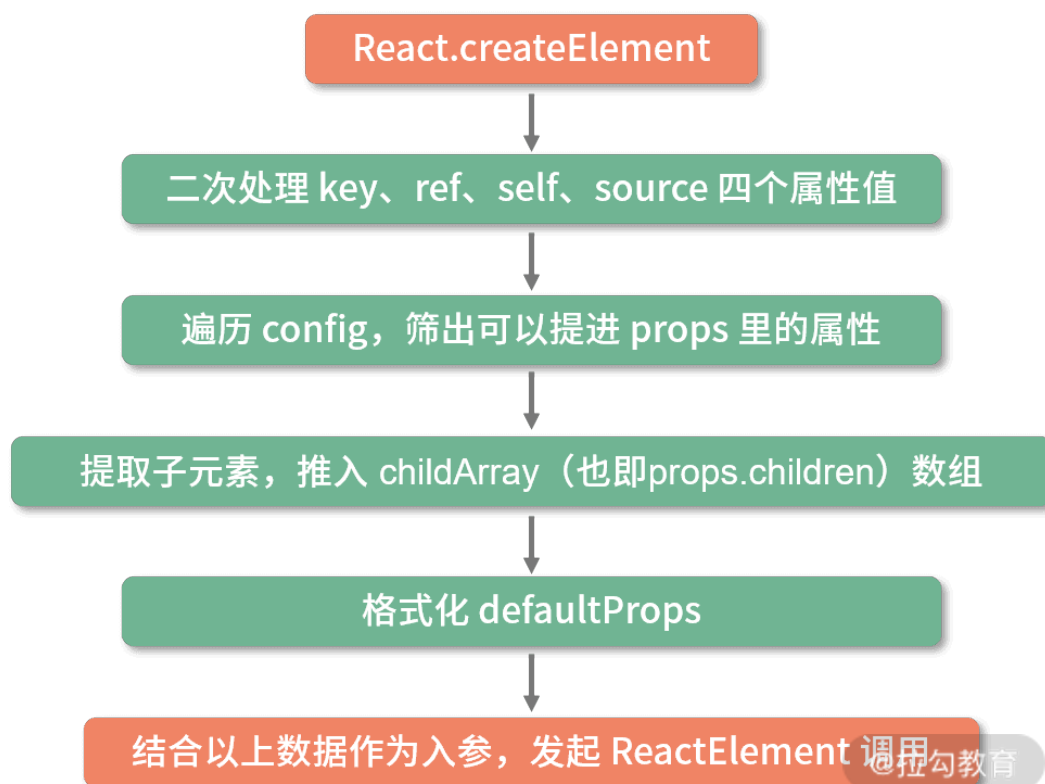 React.createElement
二次处理 key、ref、self、source 四个属性值
遍历 config，筛出可以提进 props 里的属性
提取子元素，推入 childArray（也即props.children）数组
格式化 defaultProps
结合以上数据作为入参，发起 ReactElement 调用
@拉勾教育